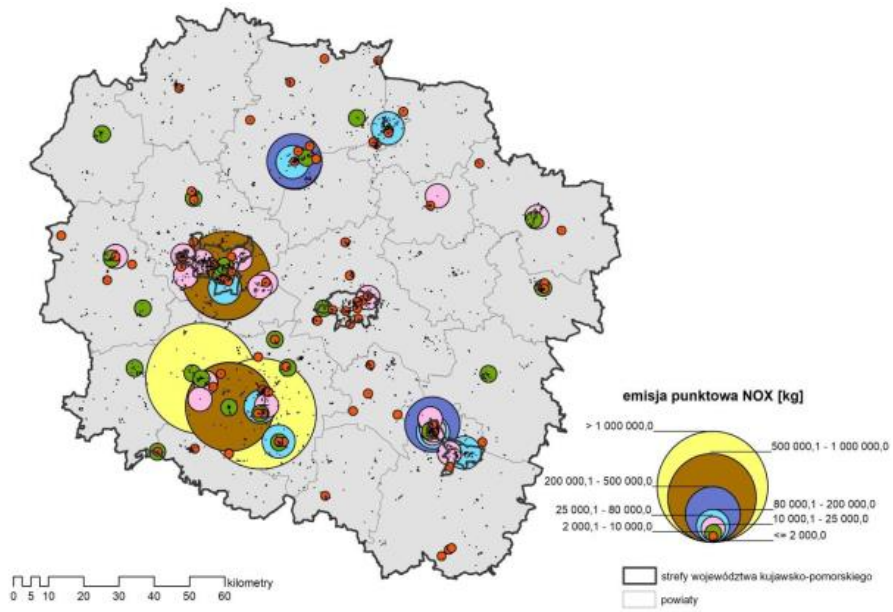 emisja punktowa NOX [kg]
> 1 000 000,0
500 000,1 - 1 000 000,0
200 000,1 - 500 000,0
80 000,1 - 200 000,0
25 000,1 - 80 000,0
10 000,1 - 25 000,0
2 000,1 - 10 000,0
<= 2 000,0
strefy województwa kujawsko-pomorskiego
powiaty
kilometry
0 5 10 20 30 40 50 60